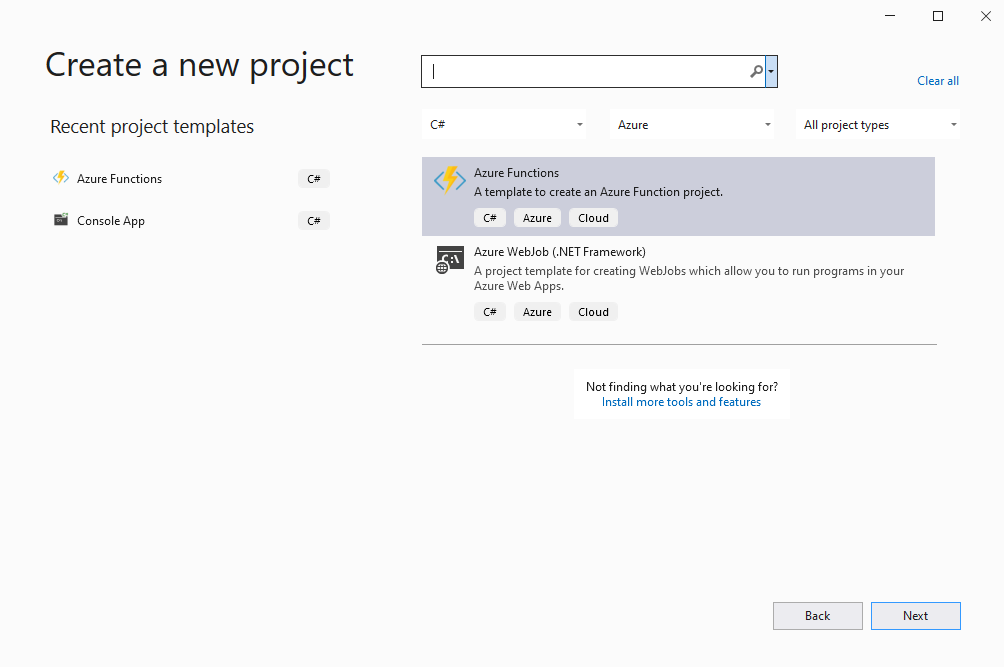 Create a new project
Clear all
Recent project templates
C#
Azure
All project types
Azure Functions
C#
Console App
C#
Azure Functions
A template to create an Azure Function project.
C#
Azure
Cloud
Azure WebJob (.NET Framework)
A project template for creating WebJobs which allow you to run programs in your
Azure Web Apps.
C#
Azure
Cloud
Not finding what you're looking for?
Install more tools and features
Back
Next